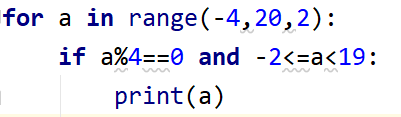 for a in range(-4,20,2):
    if a%4==0 and -2<=a<19:
        print(a)